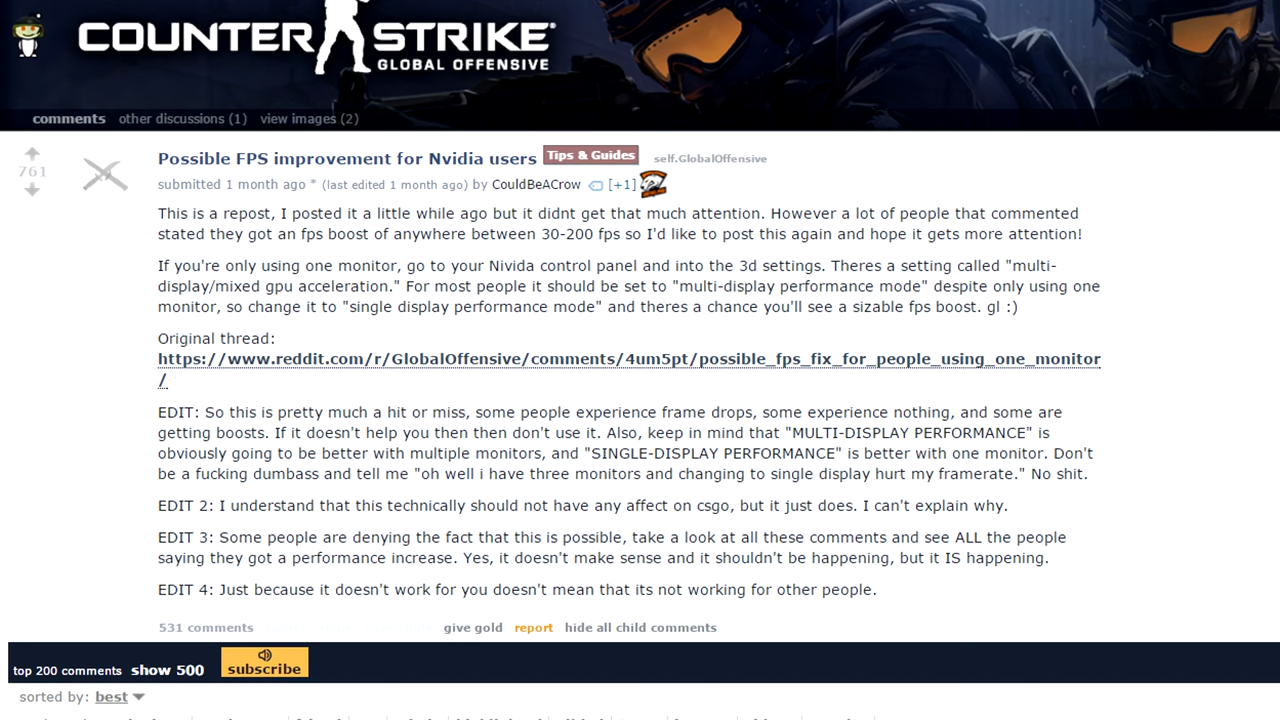 COUNTER STRIKE
GLOBAL OFFENSIVE
comments other discussions (1) view images (2)
761
Possible FPS improvement for Nvidia users Tips & Guides self.GlobalOffensive
submitted 1 month ago * (last edited 1 month ago) by CouldBeACrow [+1]
This is a repost, I posted it a little while ago but it didnt get that much attention. However a lot of people that commented
stated they got an fps boost of anywhere between 30-200 fps so I'd like to post this again and hope it gets more attention!
If you're only using one monitor, go to your Nivida control panel and into the 3d settings. Theres a setting called "multi-
display/mixed gpu acceleration." For most people it should be set to "multi-display performance mode" despite only using one
monitor, so change it to "single display performance mode" and theres a chance you'll see a sizable fps boost. gl :)
Original thread:
https://www.reddit.com/r/GlobalOffensive/comments/4um5pt/possible_fps_fix_for_people_using_one_monitor
/
EDIT: So this is pretty much a hit or miss, some people experience frame drops, some experience nothing, and some are
getting boosts. If it doesn't help you then then don't use it. Also, keep in mind that "MULTI-DISPLAY PERFORMANCE" is
obviously going to be better with multiple monitors, and "SINGLE-DISPLAY PERFORMANCE" is better with one monitor. Don't
be a fucking dumbass and tell me "oh well i have three monitors and changing to single display hurt my framerate." No shit.
EDIT 2: I understand that this technically should not have any affect on csgo, but it just does. I can't explain why.
EDIT 3: Some people are denying the fact that this is possible, take a look at all these comments and see ALL the people
saying they got a performance increase. Yes, it doesn't make sense and it shouldn't be happening, but it IS happening.
EDIT 4: Just because it doesn't work for you doesn't mean that its not working for other people.
531 comments give gold report hide all child comments
top 200 comments show 500 subscribe
sorted by: best